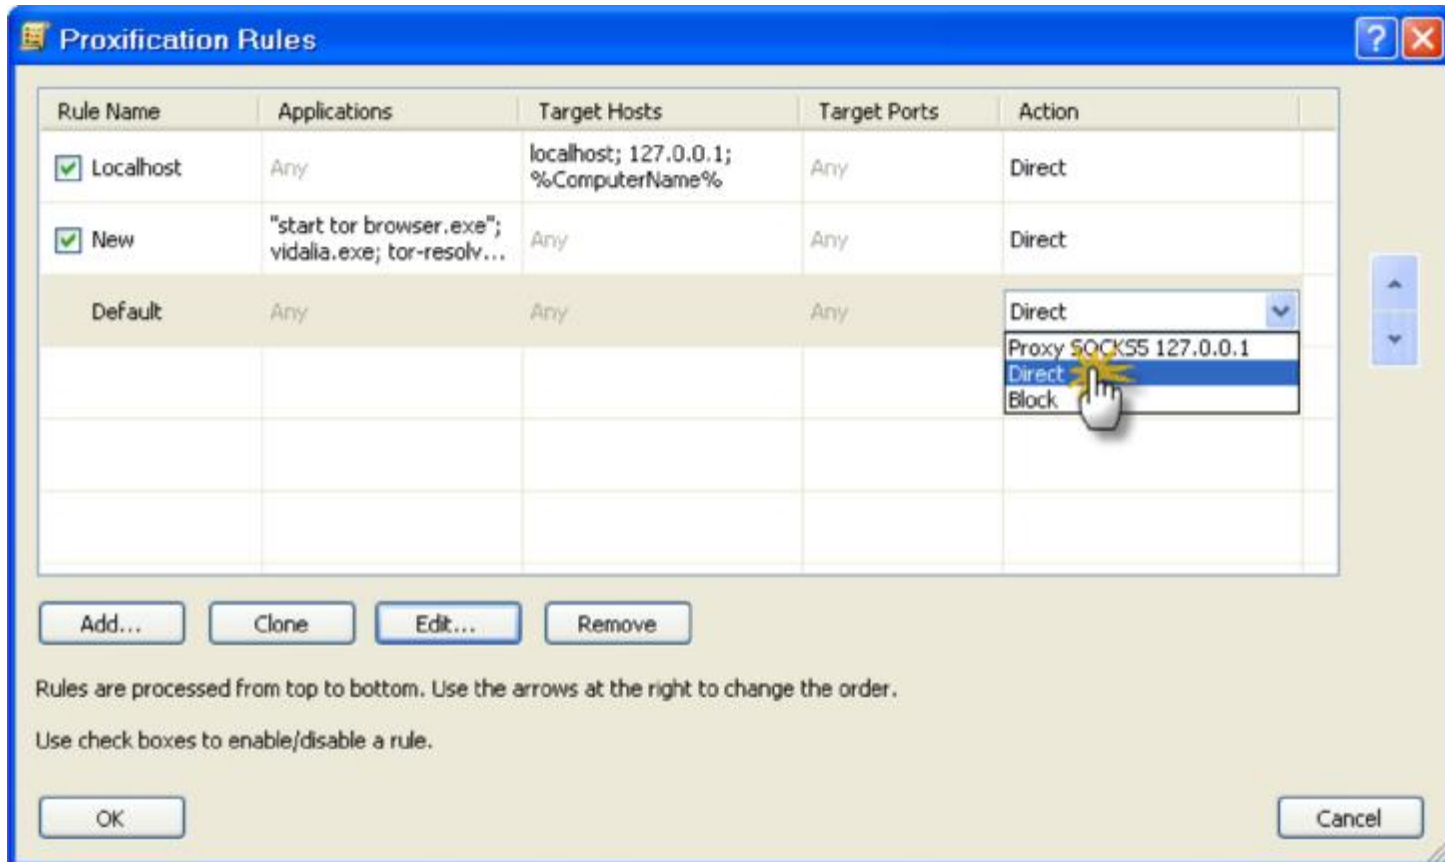 Proxification Rules
Rule Name Applications Target Hosts Target Ports Action
Localhost Any localhost; 127.0.0.1; Any Direct
%ComputerName%
New "start tor browser.exe"; Any Any Direct
vidalia.exe; tor-resolv...
Default Any Any Any Direct
Proxy SOCKS5 127.0.0.1
Direct
Block
Add... Clone Edit... Remove
Rules are processed from top to bottom. Use the arrows at the right to change the order.
Use check boxes to enable/disable a rule.
OK Cancel